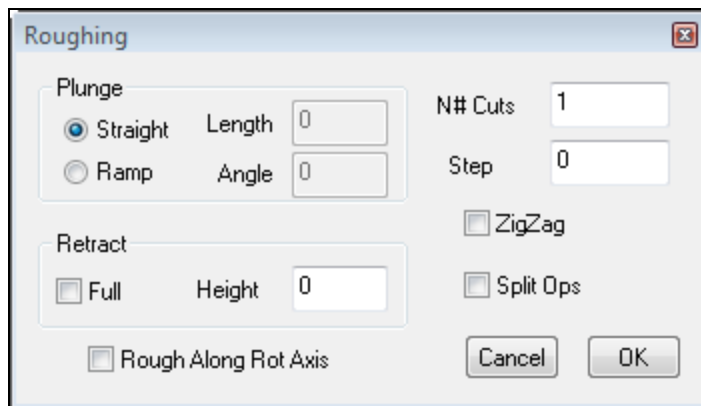 Roughing
Plunge
Straight Length 0
Ramp Angle 0
N# Cuts 1
Step 0
ZigZag
Split Ops
Retract
Full Height 0
Rough Along Rot Axis
Cancel OK